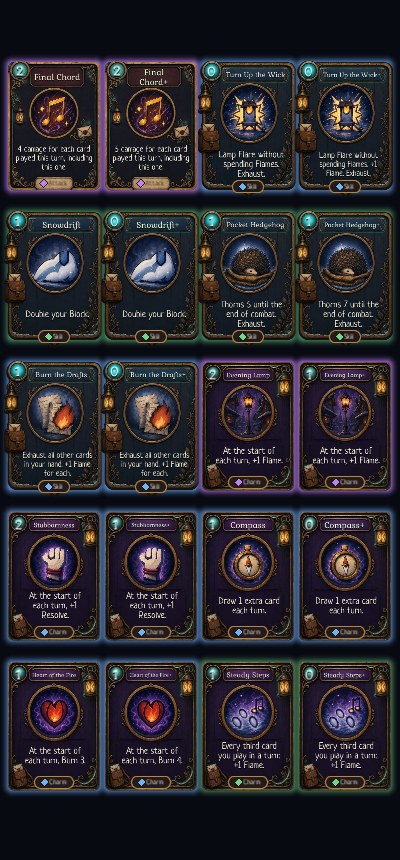 2
Final Chord
4 damage for each card
played this turn, including
this one.
Attack
2
Final
Chord+
5 damage for each card
played this turn, including
this one.
Attack
0
Turn Up the Wick
Lamp Flare without
spending Flames.
Exhaust.
Skill
0
Turn Up the Wick+
Lamp Flare without
spending Flames. +1
Flame. Exhaust.
Skill
1
Snowdrift
Double your Block.
Skill
0
Snowdrift+
Double your Block.
Skill
1
Pocket Hedgehog
Thorns 5 until the
end of combat.
Exhaust.
Skill
1
Pocket Hedgehog+
Thorns 7 until the
end of combat.
Exhaust.
Skill
1
Burn the Drafts
Exhaust all other cards
in your hand. +1 Flame
for each.
Skill
0
Burn the Drafts+
Exhaust all other cards
in your hand. +1 Flame
for each.
Skill
2
Evening Lamp
At the start of
each turn, +1 Flame.
Charm
1
Evening Lamp+
At the start of
each turn, +1 Flame.
Charm
2
Stubbornness
At the start of
each turn, +1
Resolve.
Charm
1
Stubbornness+
At the start of
each turn, +1
Resolve.
Charm
1
Compass
Draw 1 extra card
each turn.
Charm
0
Compass+
Draw 1 extra card
each turn.
Charm
1
Heart of the Fire
At the start of
each turn, Burn 3.
Charm
1
Heart of the Fire+
At the start of
each turn, Burn 4.
Charm
1
Steady Steps
Every third card
you play in a turn:
+1 Flame.
Charm
0
Steady Steps+
Every third card
you play in a turn:
+1 Flame.
Charm